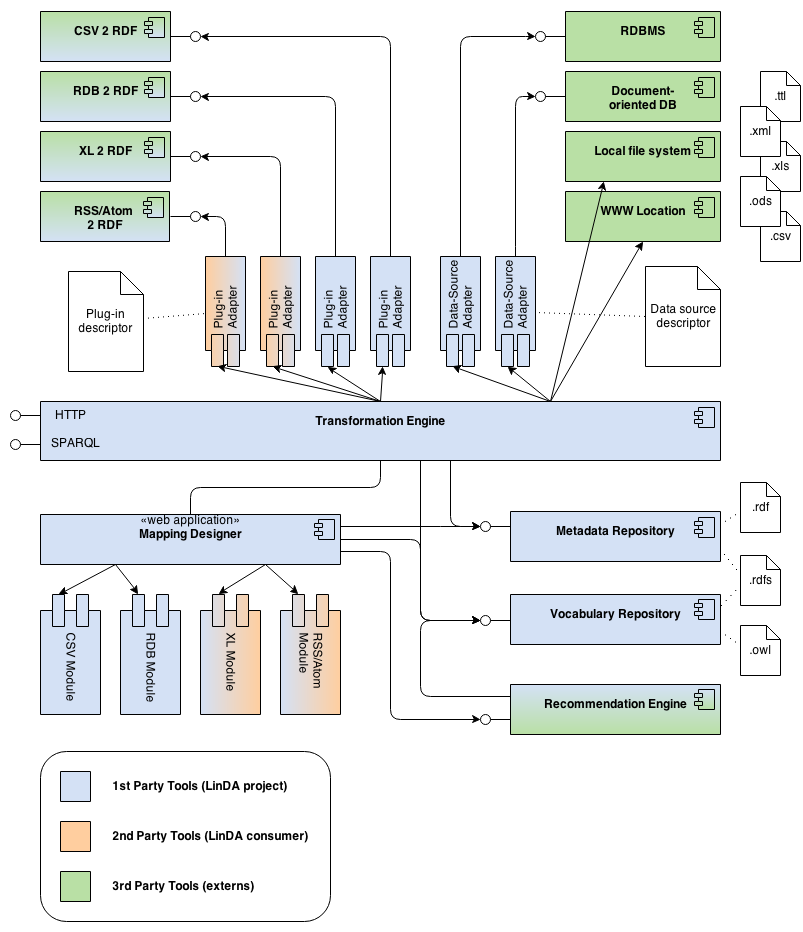 CSV 2 RDF
RDB 2 RDF
XL 2 RDF
RSS/Atom
2 RDF
RDBMS
Document-
oriented DB
Local file system
WWW Location
.ttl
.xml
.xls
.ods
.csv
Plug-in
descriptor
Plug-in
Adapter
Plug-in
Adapter
Plug-in
Adapter
Plug-in
Adapter
Data-Source
Adapter
Data-Source
Adapter
Data source
descriptor
HTTP
SPARQL
Transformation Engine
«web application»
Mapping Designer
Metadata Repository
Vocabulary Repository
Recommendation Engine
.rdf
.rdfs
.owl
CSV Module
RDB Module
XL Module
RSS/Atom
Module
1st Party Tools (LinDA project)
2nd Party Tools (LinDA consumer)
3rd Party Tools (externs)